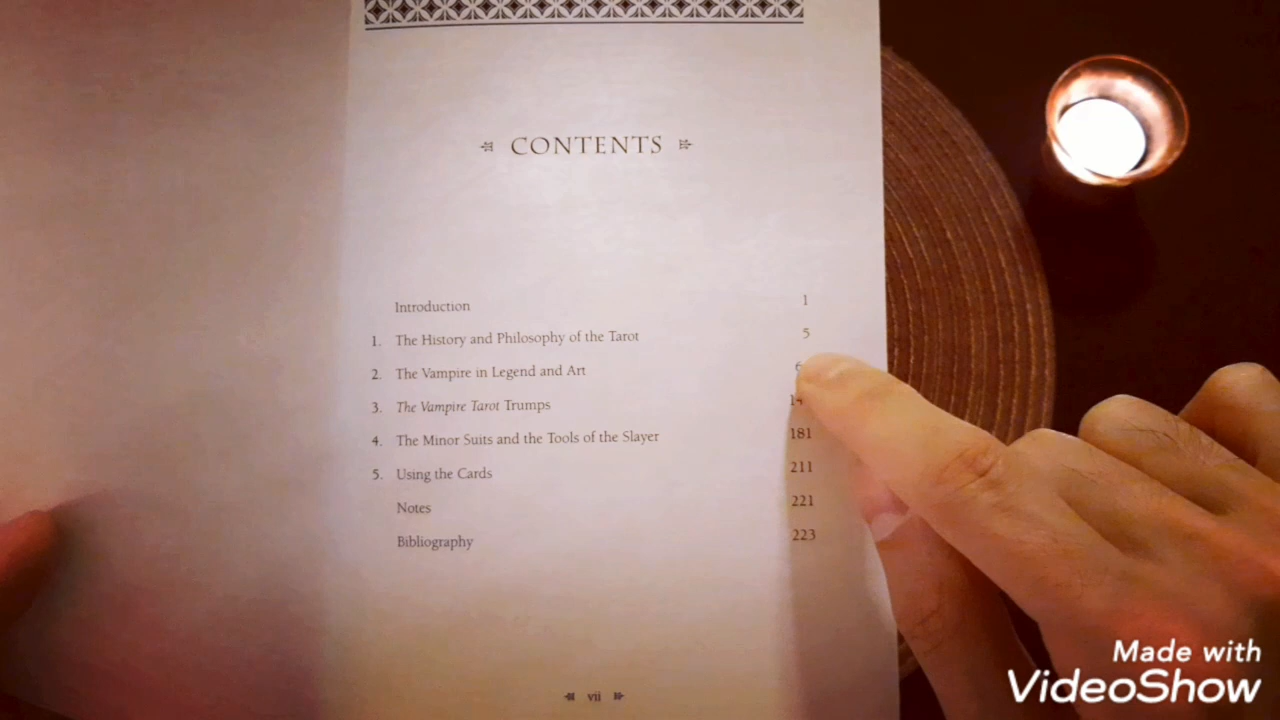 CONTENTS
Introduction 1
1. The History and Philosophy of the Tarot 5
2. The Vampire in Legend and Art
3. The Vampire Tarot Trumps
4. The Minor Suits and the Tools of the Slayer 181
5. Using the Cards 211
Notes 221
Bibliography 223
vii
Made with
VideoShow